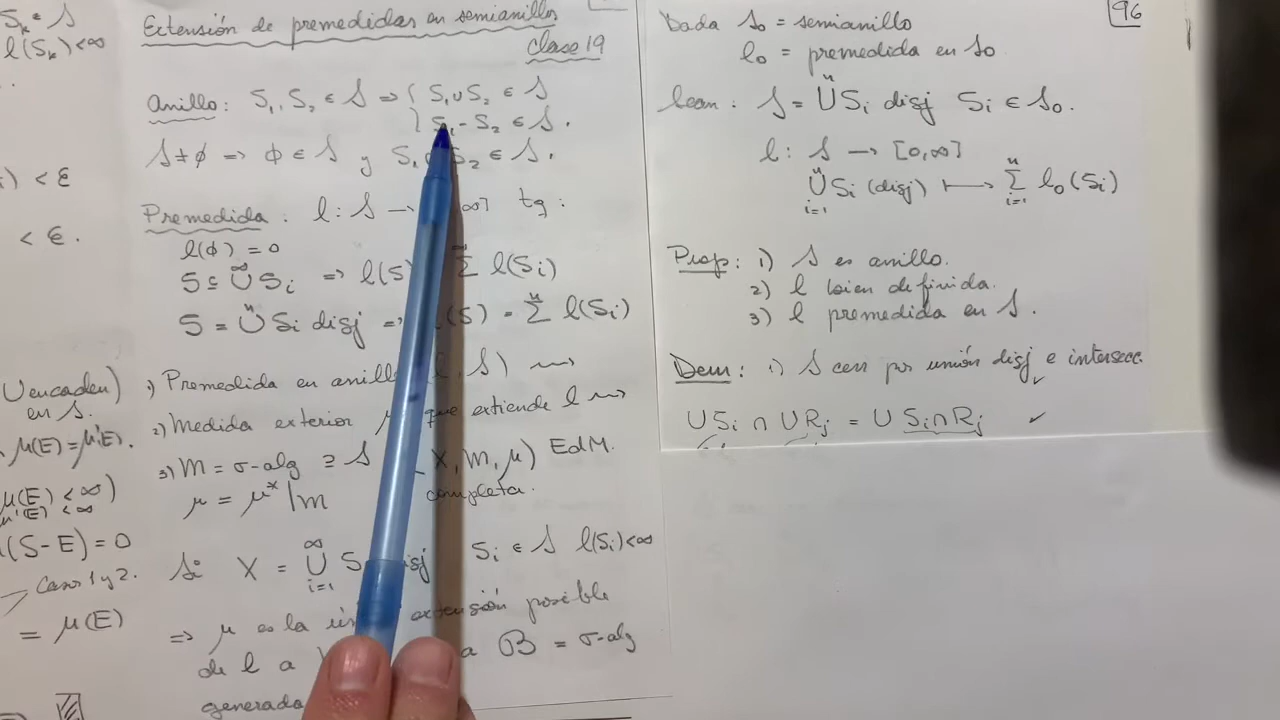 Sₖ ∈ 𝒮
l(Sₖ) < ∞
) < ε
< ε.
U encaden)
en 𝒮.
μ(E) = μ'(E).
μ(E) < ∞)
μ'(E) < ∞
(S - E) = 0
Caso 1 y 2.
= μ(E)
Extensión de premedidas en semianillos
Clase 19
Anillo: S₁, S₂ ∈ 𝒮 ⇒ { S₁ ∪ S₂ ∈ 𝒮
S₁ - S₂ ∈ 𝒮.
𝒮 ≠ ∅ ⇒ ∅ ∈ 𝒮 y S₁ S₂ ∈ 𝒮.
Premedida: l: 𝒮 → ∞] tq:
l(∅) = 0
S ⊆ ⋃^∞ Sᵢ ⇒ l(S) Σ l(Sᵢ)
S = ⋃ⁿ Sᵢ disj ⇒ (S) = Σⁿ l(Sᵢ)
1) Premedida en anillo (l, 𝒮) ⇝
2) Medida exterior que extiende l ⇝
3) m = σ-alg ⊇ 𝒮 X, m, μ) EdM.
μ = μ*|m completa.
Si X = ⋃_{i=1}^∞ S disj Sᵢ ∈ 𝒮 l(Sᵢ) < ∞
⇒ μ es la extensión posible
de l a a ℬ = σ-alg
generada
96
Dada 𝒮₀ = semianillo
l₀ = premedida en 𝒮₀
Sean: 𝒮 = ⋃ⁿ Sᵢ disj Sᵢ ∈ 𝒮₀.
l: 𝒮 → [0,∞]
⋃_{i=1}^n Sᵢ (disj) ↦ Σ_{i=1}^n l₀(Sᵢ)
Prop: 1) 𝒮 es anillo.
2) l bien definida.
3) l premedida en 𝒮.
Dem: 1) 𝒮 cerr por unión disj e intersecc.
∪Sᵢ ∩ ∪Rⱼ = ∪ Sᵢ∩Rⱼ ✓